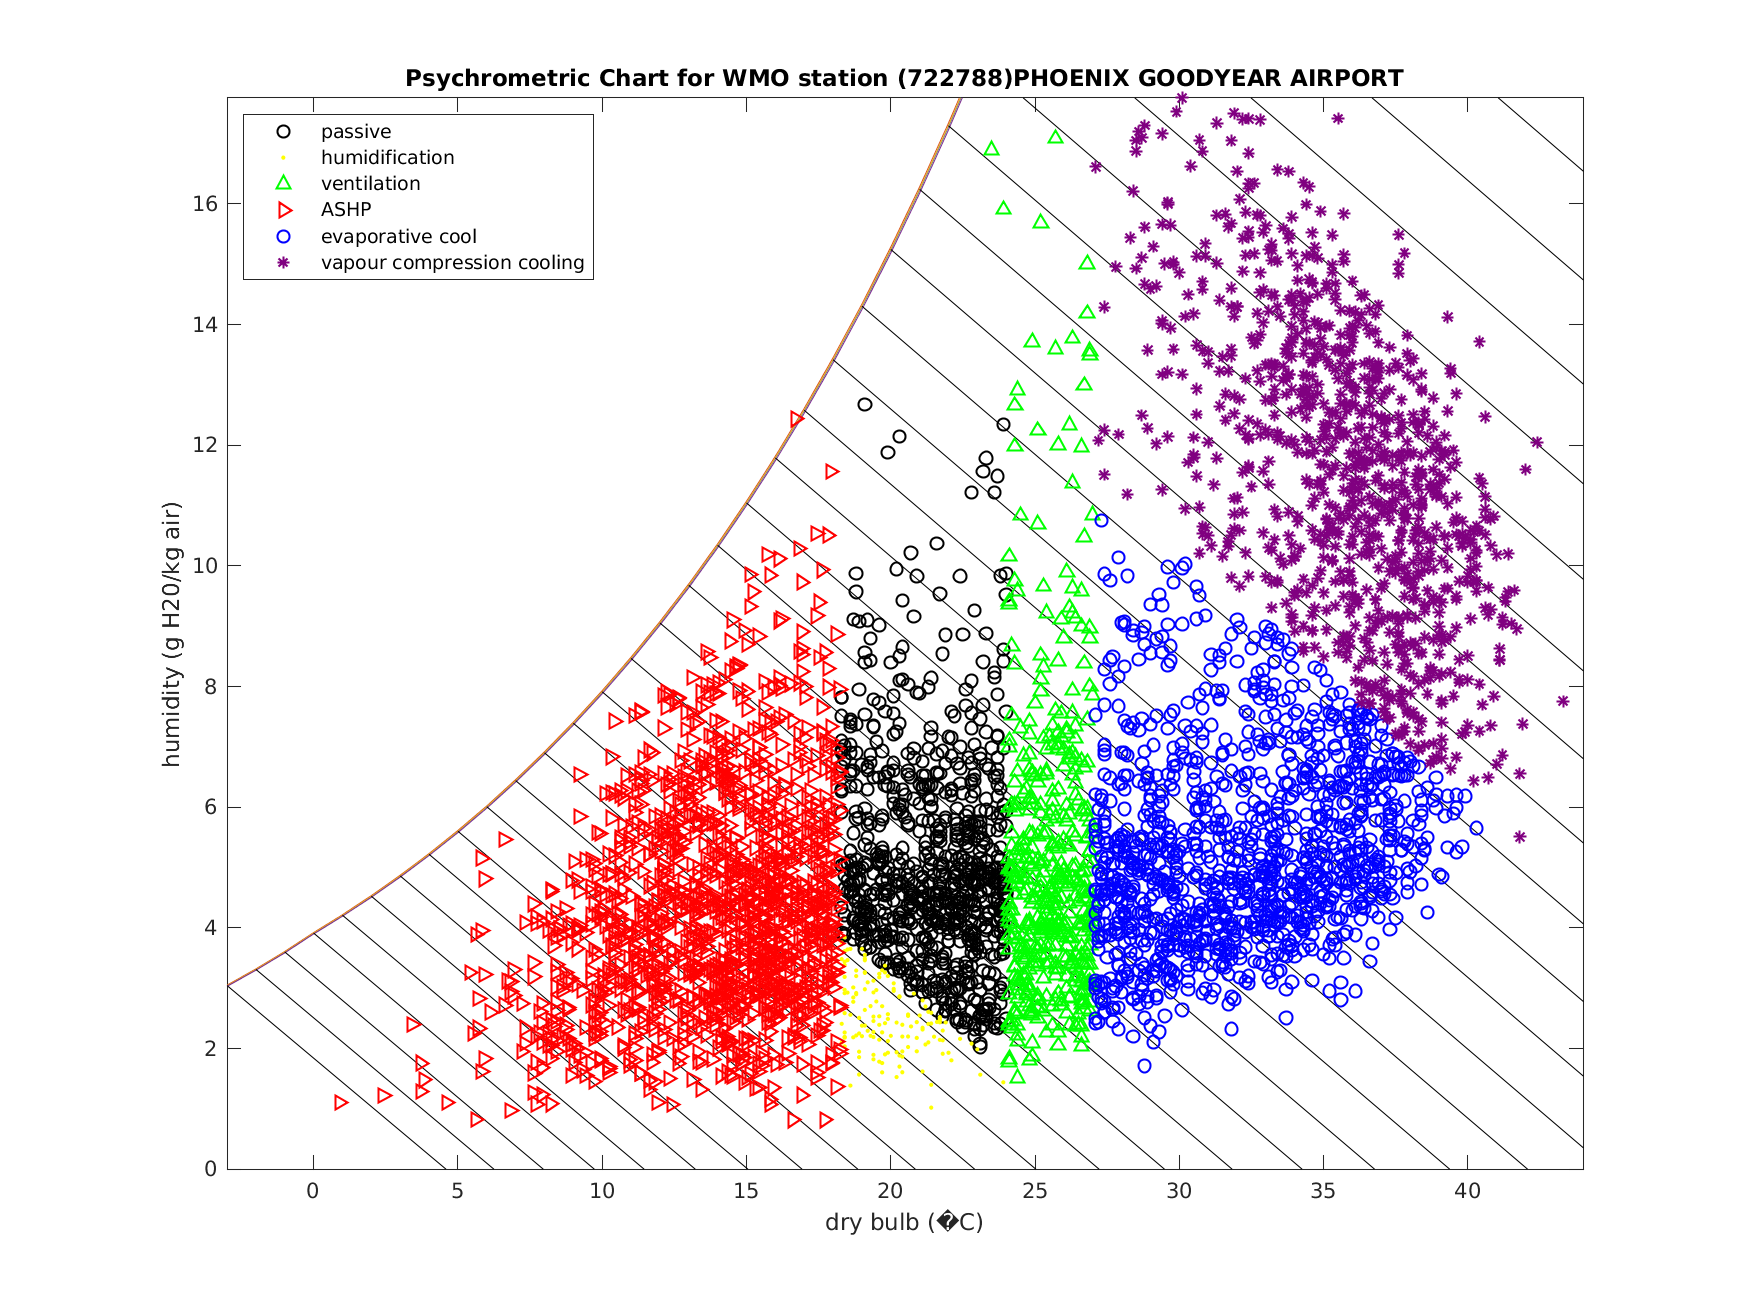 Psychrometric Chart for WMO station (722788)PHOENIX GOODYEAR AIRPORT
passive
humidification
ventilation
ASHP
evaporative cool
vapour compression cooling
humidity (g H20/kg air)
16
14
12
10
8
6
4
2
0
0 5 10 15 20 25 30 35 40
dry bulb (�C)